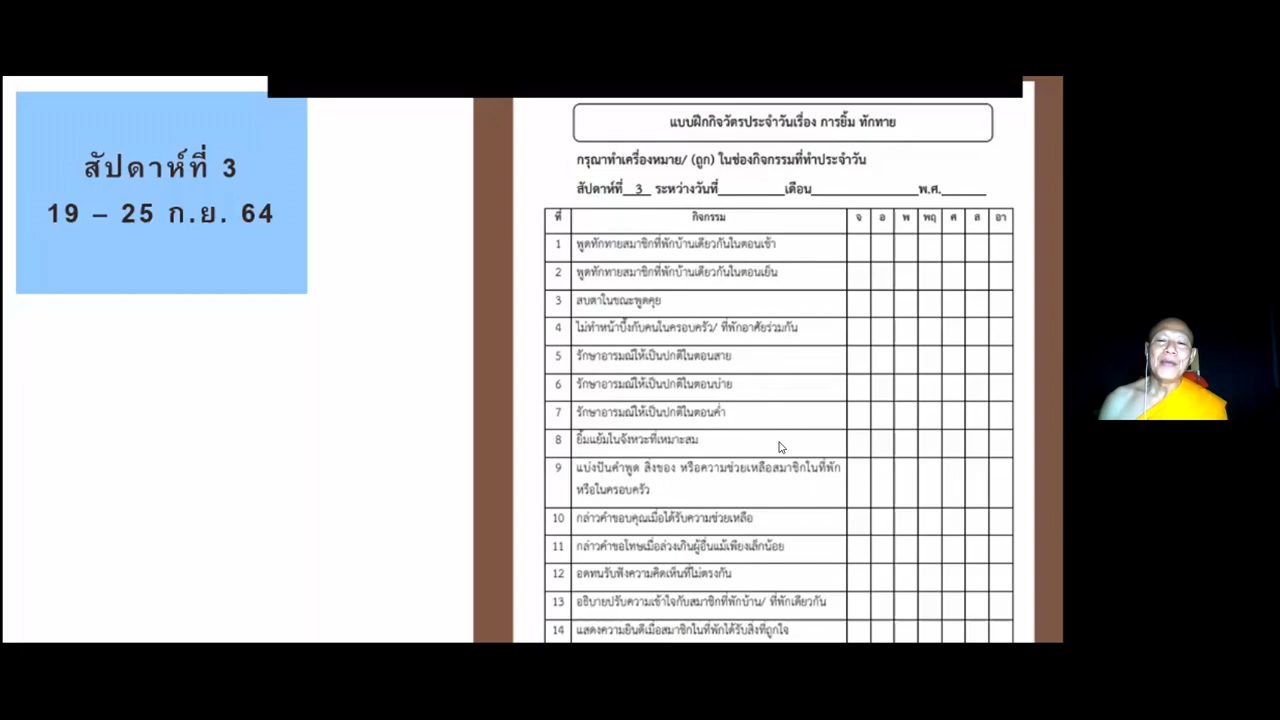 สัปดาห์ที่ 3
19 – 25 ก.ย. 64
แบบฝึกกิจวัตรประจำวันเรื่อง การยิ้ม ทักทาย
กรุณาทำเครื่องหมาย/ (ถูก) ในช่องกิจกรรมที่ทำประจำวัน
สัปดาห์ที่__3__ ระหว่างวันที่__________เดือน________________พ.ศ.______
ที่ กิจกรรม จ อ พ พฤ ศ ส อา
1 พูดทักทายสมาชิกที่พักบ้านเดียวกันในตอนเช้า
2 พูดทักทายสมาชิกที่พักบ้านเดียวกันในตอนเย็น
3 สบตาในขณะพูดคุย
4 ไม่ทำหน้าบึ้งกับคนในครอบครัว/ ที่พักอาศัยร่วมกัน
5 รักษาอารมณ์ให้เป็นปกติในตอนสาย
6 รักษาอารมณ์ให้เป็นปกติในตอนบ่าย
7 รักษาอารมณ์ให้เป็นปกติในตอนค่ำ
8 ยิ้มแย้มในจังหวะที่เหมาะสม
9 แบ่งปันคำพูด สิ่งของ หรือความช่วยเหลือสมาชิกในที่พัก
หรือในครอบครัว
10 กล่าวคำขอบคุณเมื่อได้รับความช่วยเหลือ
11 กล่าวคำขอโทษเมื่อล่วงเกินผู้อื่นแม้เพียงเล็กน้อย
12 อดทนรับฟังความคิดเห็นที่ไม่ตรงกัน
13 อธิบายปรับความเข้าใจกับสมาชิกที่พักบ้าน/ ที่พักเดียวกัน
14 แสดงความยินดีเมื่อสมาชิกในที่พักได้รับสิ่งที่ถูกใจ